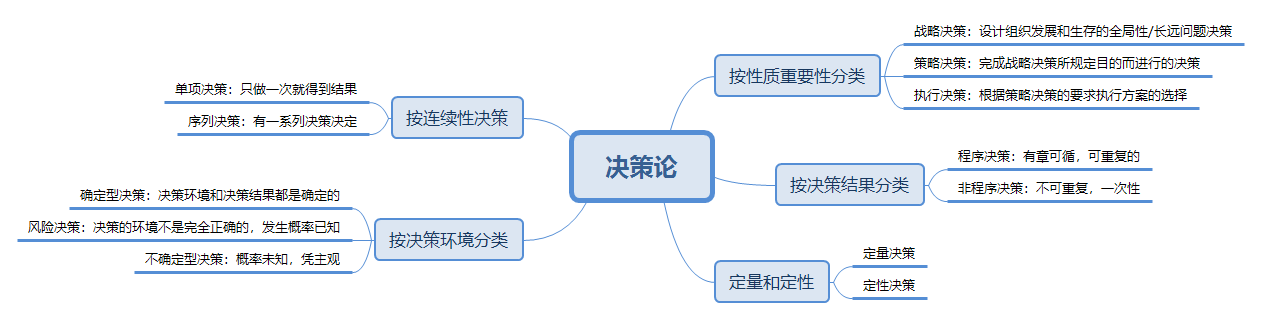 决策论
按性质重要性分类
战略决策：设计组织发展和生存的全局性/长远问题决策
策略决策：完成战略决策所规定目的而进行的决策
执行决策：根据策略决策的要求执行方案的选择
按决策结果分类
程序决策：有章可循，可重复的
非程序决策：不可重复，一次性
定量和定性
定量决策
定性决策
按连续性决策
单项决策：只做一次就得到结果
序列决策：有一系列决策决定
按决策环境分类
确定型决策：决策环境和决策结果都是确定的
风险决策：决策的环境不是完全正确的，发生概率已知
不确定型决策：概率未知，凭主观